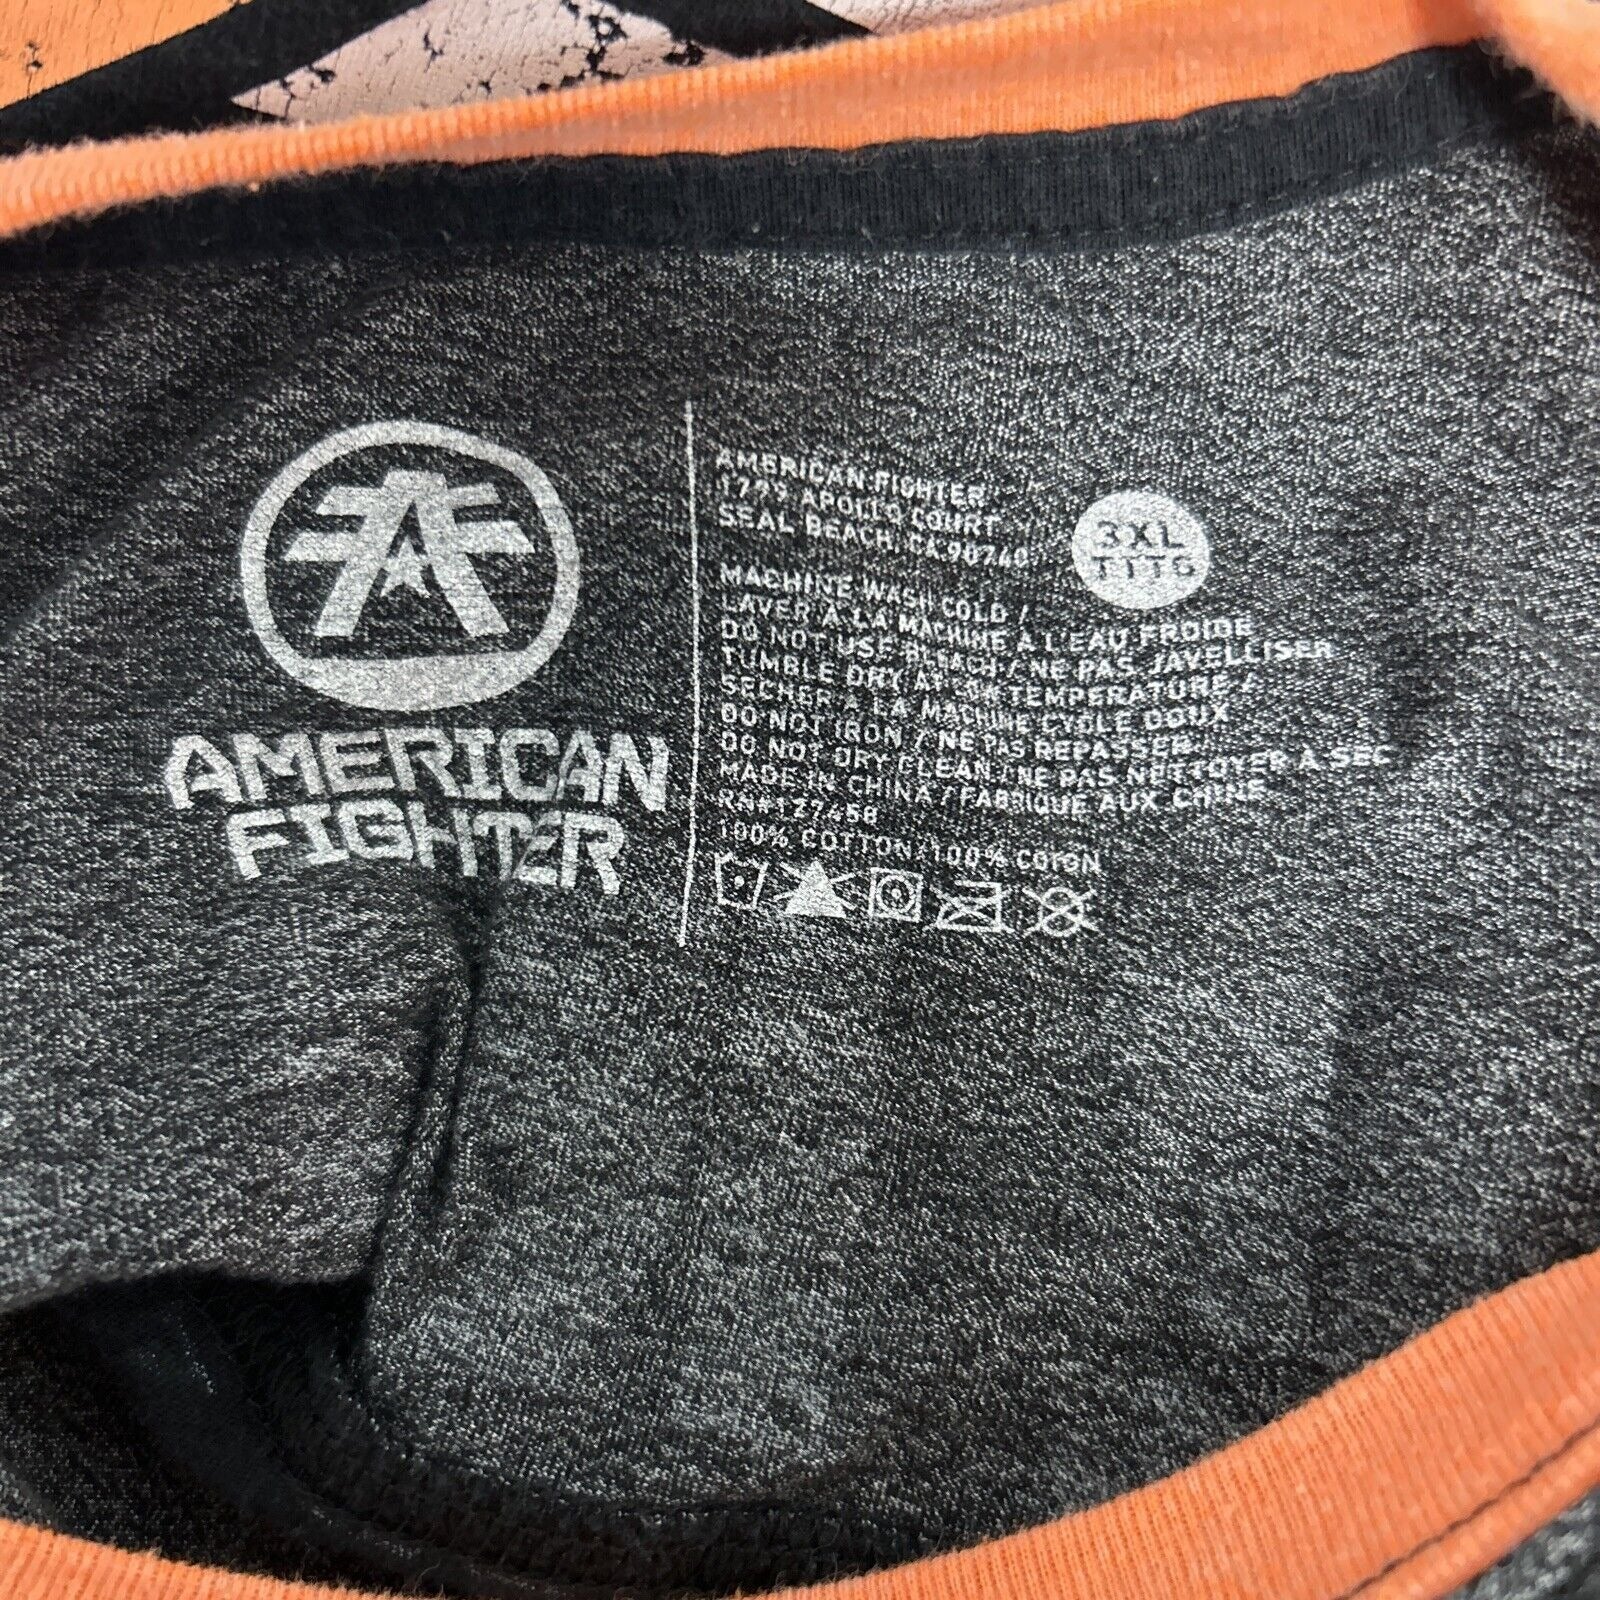 AMERICAN
FIGHTER
AMERICAN FIGHTER
APOLLO COURT
SEAL BEACH, CA 90740
3XL
MACHINE WASH COLD /
LAVER À LA MACHINE À L'EAU FROIDE
DO NOT USE BLEACH / NE PAS JAVELLISER
TUMBLE DRY AT TEMPERATURE /
SÉCHER À LA MACHINE CYCLE DOUX
DO NOT IRON / NE PAS REPASSER
DO NOT DRY CLEAN / NE PAS NETTOYER À SEC
MADE IN CHINA / FABRIQUE AUX CHINE
RN#127458
100% COTTON/100% COTON